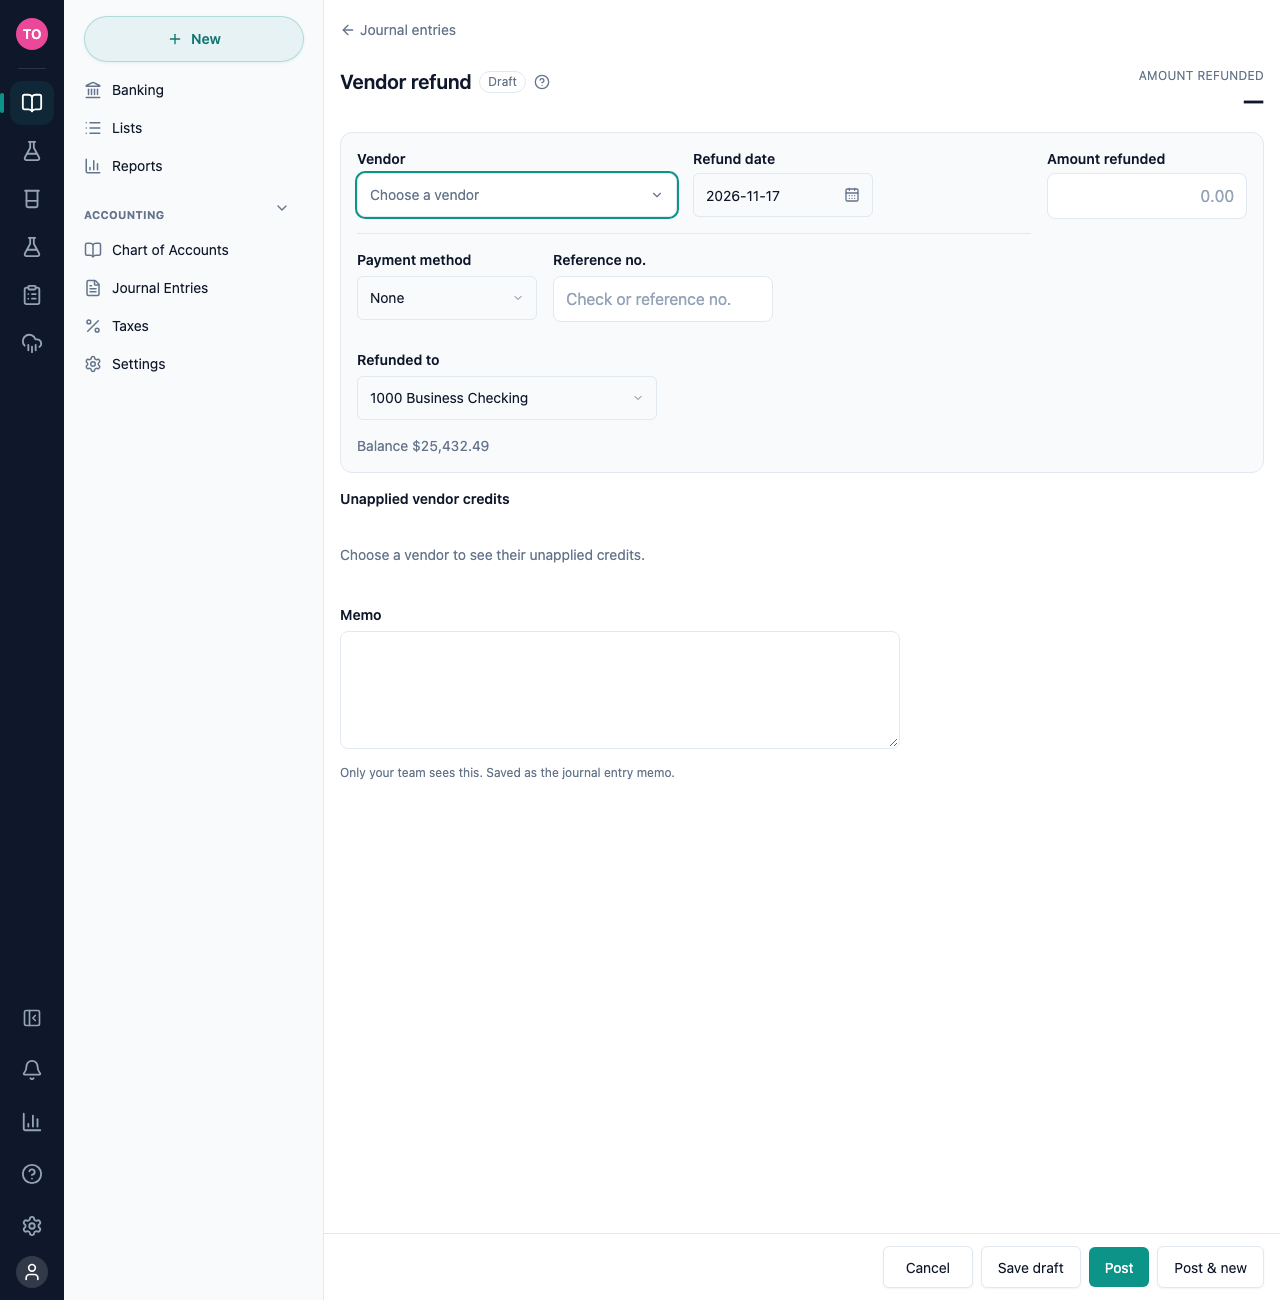 TO
New
Banking
Lists
Reports
ACCOUNTING
Chart of Accounts
Journal Entries
Taxes
Settings
Journal entries
Vendor refund
Draft
AMOUNT REFUNDED
—
Vendor
Choose a vendor
Refund date
2026-11-17
Amount refunded
0.00
Payment method
None
Reference no.
Check or reference no.
Refunded to
1000 Business Checking
Balance $25,432.49
Unapplied vendor credits
Choose a vendor to see their unapplied credits.
Memo
Only your team sees this. Saved as the journal entry memo.
Cancel
Save draft
Post
Post & new